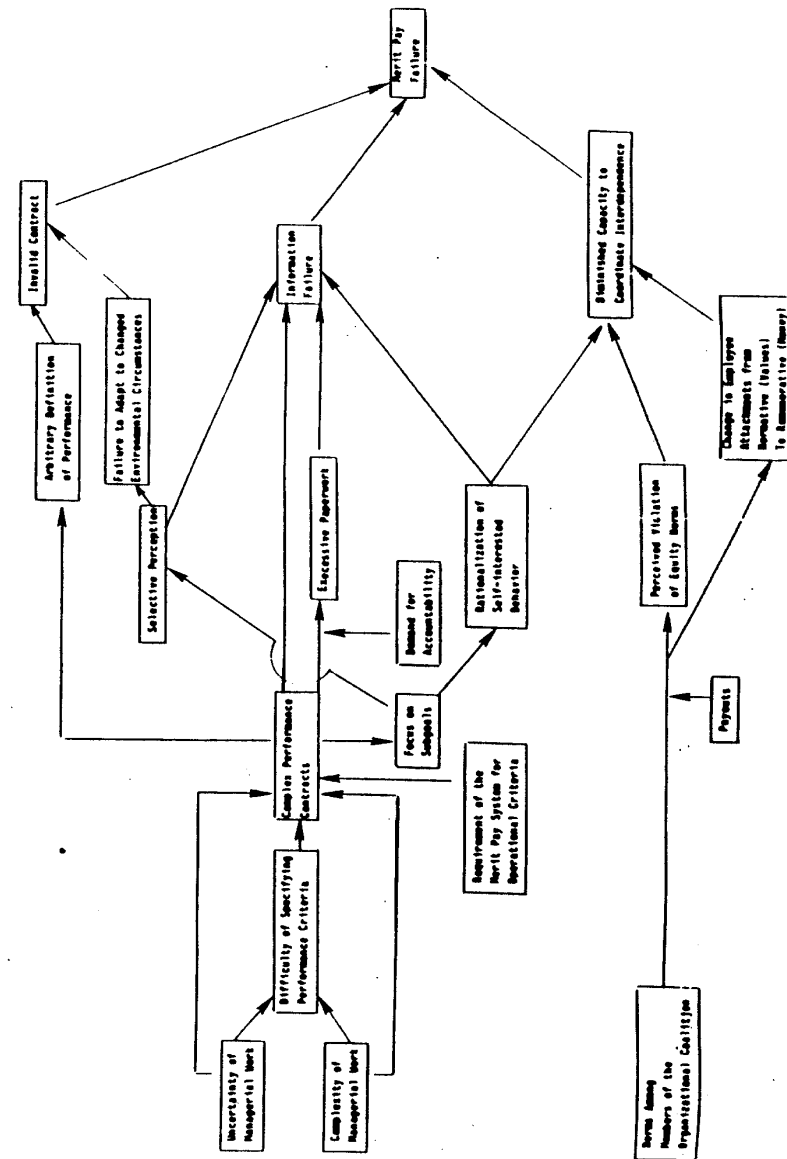 Uncertainty of
Managerial Work
Complexity of
Managerial Work
Difficulty of Specifying
Performance Criteria
Complex Performance
Contracts
Requirement of the
Merit Pay System for
Operational Criteria
Focus on
Subgoals
Demand for
Accountability
Arbitrary Definition
of Performance
Failure to Adapt to Changed
Environmental Circumstances
Selective Perception
Excessive Paperwork
Rationalization of
Self-interested
Behavior
Invalid Contract
Information
Failure
Merit Pay
Failure
Norms Among
Members of the
Organizational Coalition
Payouts
Perceived Violation
of Equity Norms
Change in Employee
Attachments from
Normative (Values)
To Remunerative (Money)
Diminished Capacity to
Coordinate Interdependence